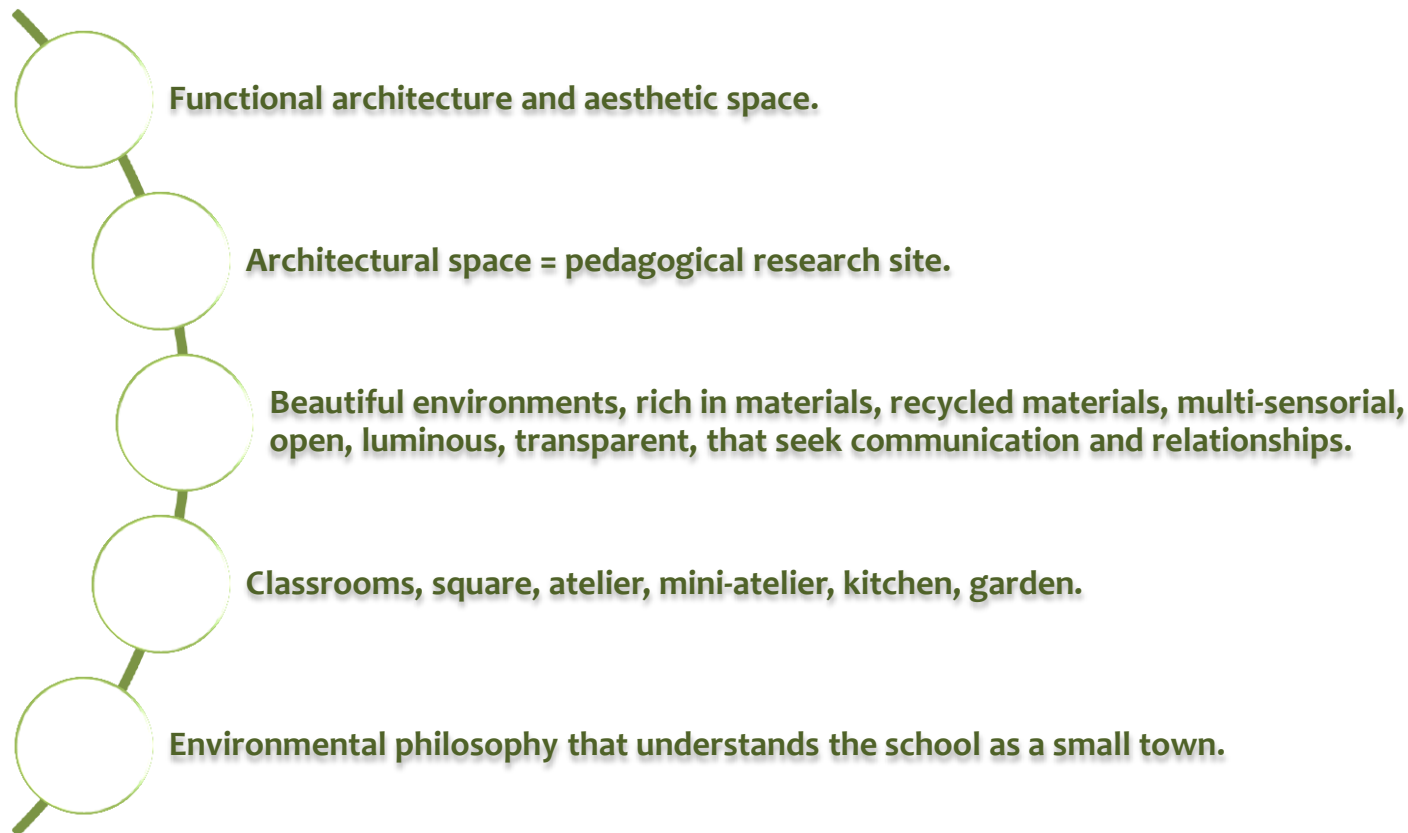 Functional architecture and aesthetic space.
Architectural space = pedagogical research site.
Beautiful environments, rich in materials, recycled materials, multi-sensorial,
open, luminous, transparent, that seek communication and relationships.
Classrooms, square, atelier, mini-atelier, kitchen, garden.
Environmental philosophy that understands the school as a small town.